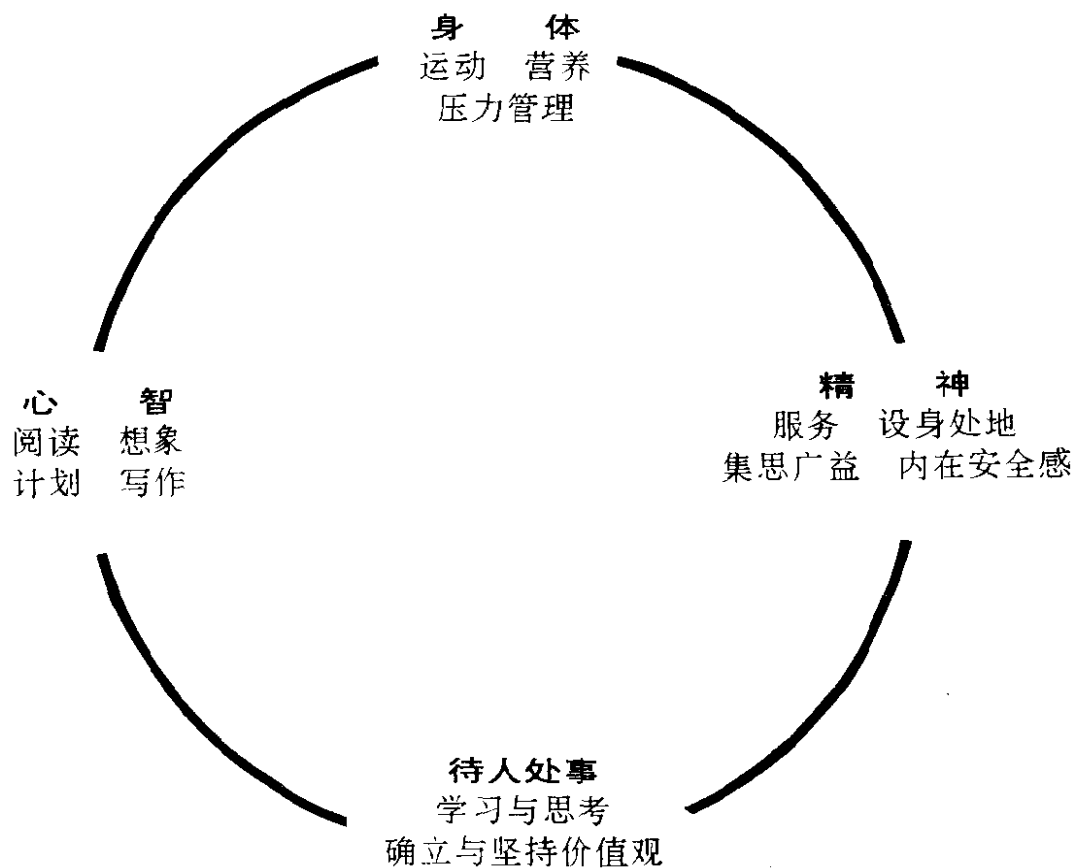 身 体
运动 营养
压力管理
心 智
阅读 想象
计划 写作
精 神
服务 设身处地
集思广益 内在安全感
待人处事
学习与思考
确立与坚持价值观